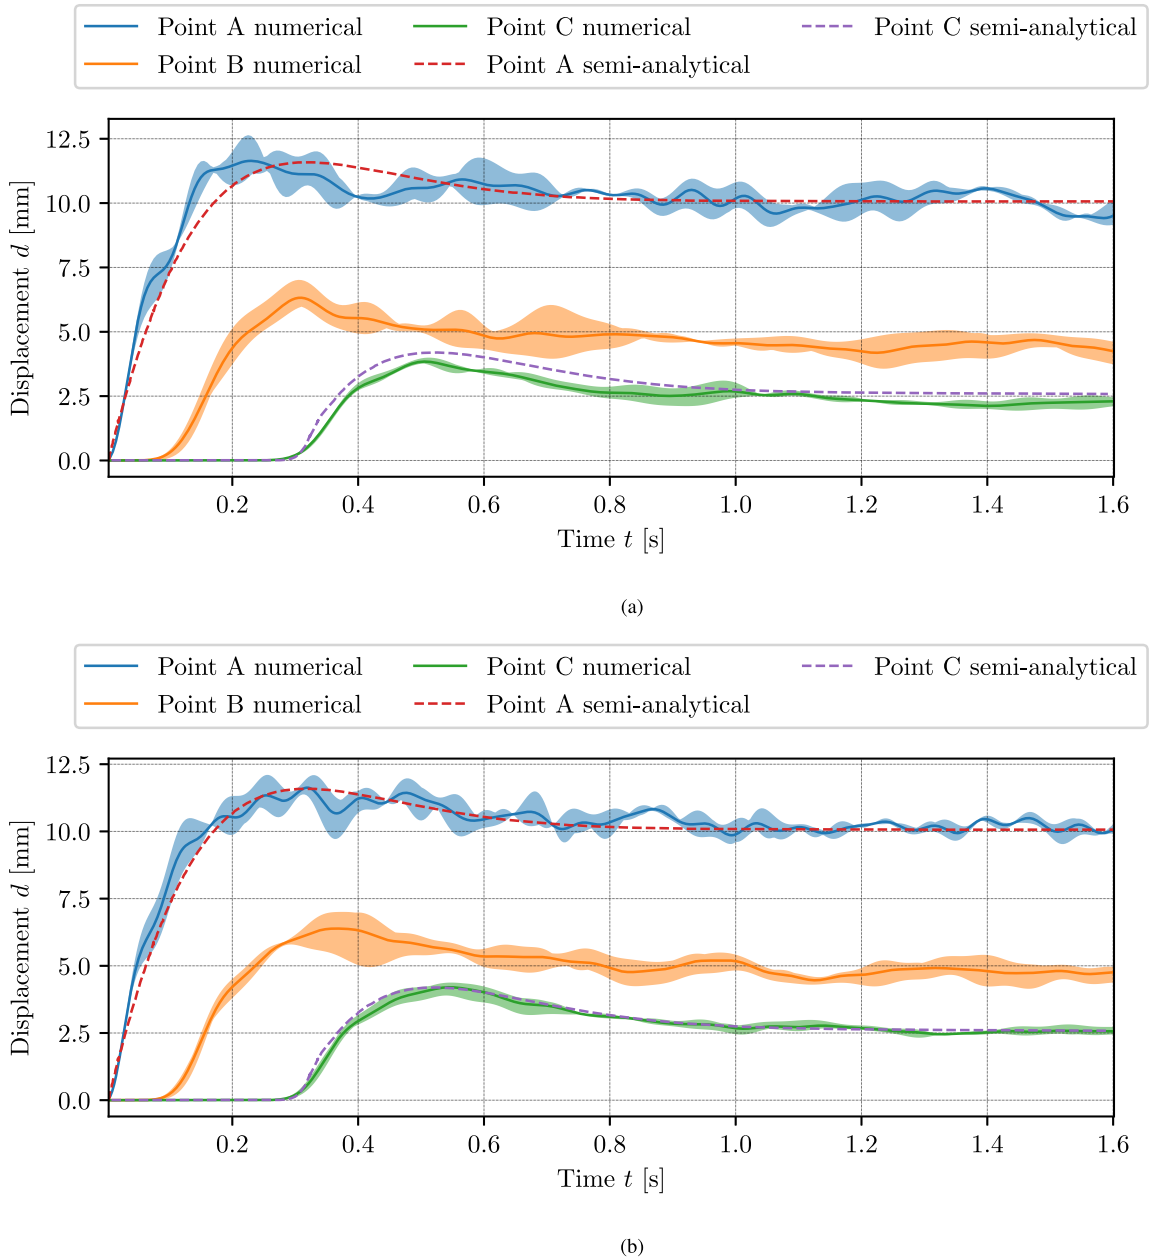 Point A numerical Point C numerical Point C semi-analytical
Point B numerical Point A semi-analytical
12.5
10.0
7.5
5.0
2.5
0.0
Displacement d [mm]
0.2 0.4 0.6 0.8 1.0 1.2 1.4 1.6
Time t [s]
(a)
Point A numerical Point C numerical Point C semi-analytical
Point B numerical Point A semi-analytical
12.5
10.0
7.5
5.0
2.5
0.0
Displacement d [mm]
0.2 0.4 0.6 0.8 1.0 1.2 1.4 1.6
Time t [s]
(b)